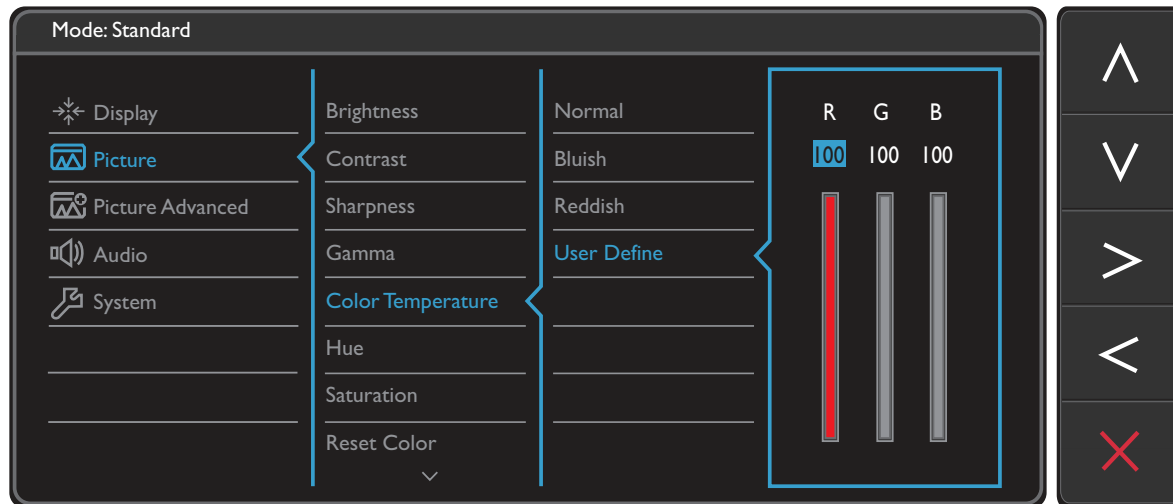 Mode: Standard
Display
Picture
Picture Advanced
Audio
System
Brightness
Contrast
Sharpness
Gamma
Color Temperature
Hue
Saturation
Reset Color
Normal
Bluish
Reddish
User Define
R G B
100 100 100